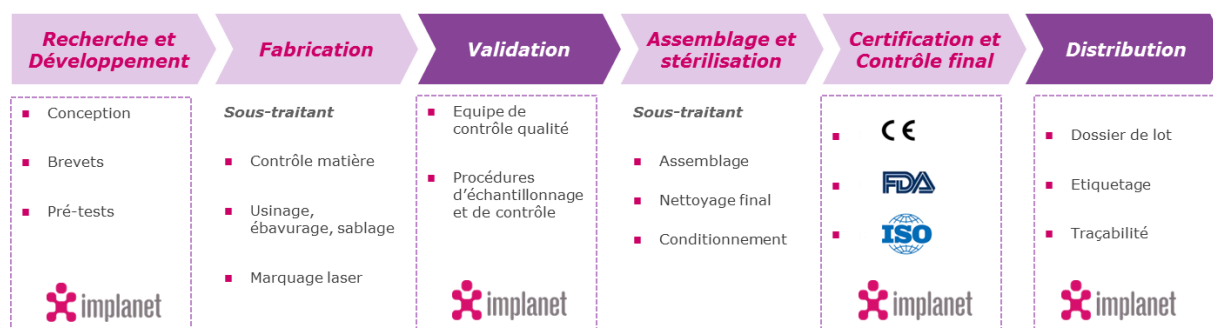 Recherche et
Développement
Fabrication
Validation
Assemblage et
stérilisation
Certification et
Contrôle final
Distribution
Conception
Brevets
Pré-tests
implanet
Sous-traitant
Contrôle matière
Usinage,
ébavurage, sablage
Marquage laser
Equipe de
contrôle qualité
Procédures
d'échantillonnage
et de contrôle
implanet
Sous-traitant
Assemblage
Nettoyage final
Conditionnement
CE
FDA
ISO
implanet
Dossier de lot
Etiquetage
Traçabilité
implanet